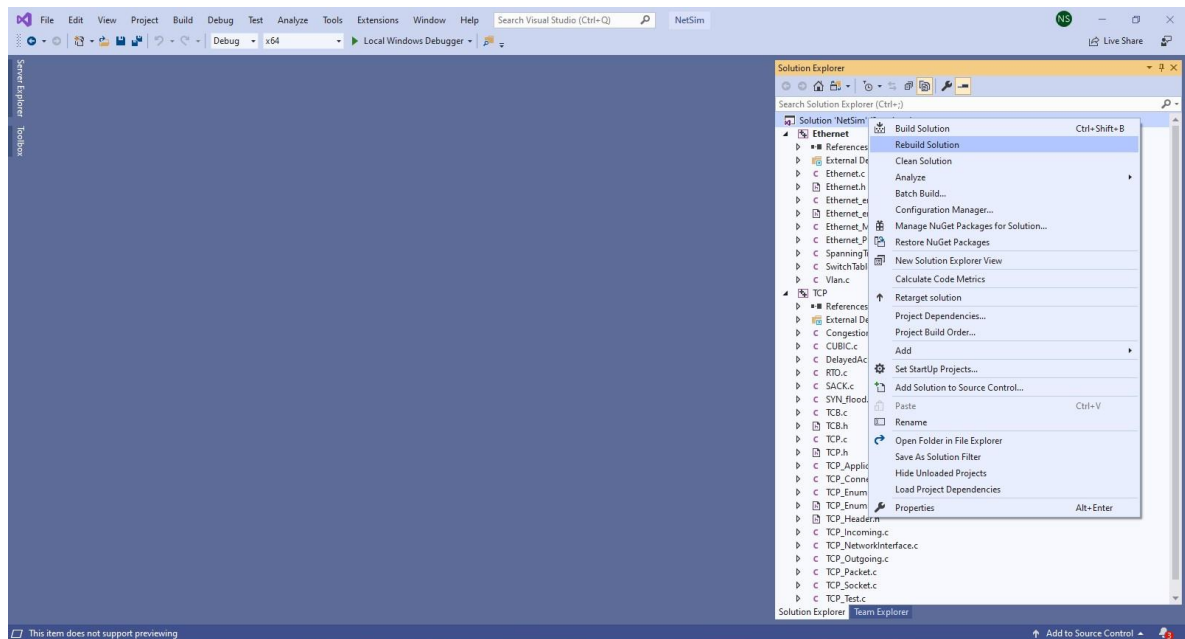 File Edit View Project Build Debug Test Analyze Tools Extensions Window Help Search Visual Studio (Ctrl+Q) NetSim NS
Debug x64 Local Windows Debugger Live Share
Server Explorer
Toolbox
Solution Explorer
Search Solution Explorer (Ctrl+;)
Solution 'NetSim'
Ethernet
References
External De
Ethernet.c
Ethernet.h
Ethernet_e
Ethernet_e
Ethernet_M
Ethernet_P
SpanningT
SwitchTabl
Vlan.c
TCP
References
External De
Congestion
CUBIC.c
DelayedAc
RTO.c
SACK.c
SYN_flood.
TCB.c
TCB.h
TCP.c
TCP.h
TCP_Applic
TCP_Conne
TCP_Enum
TCP_Enum
TCP_Header.h
TCP_Incoming.c
TCP_NetworkInterface.c
TCP_Outgoing.c
TCP_Packet.c
TCP_Socket.c
TCP_Test.c
Build Solution Ctrl+Shift+B
Rebuild Solution
Clean Solution
Analyze
Batch Build...
Configuration Manager...
Manage NuGet Packages for Solution...
Restore NuGet Packages
New Solution Explorer View
Calculate Code Metrics
Retarget solution
Project Dependencies...
Project Build Order...
Add
Set StartUp Projects...
Add Solution to Source Control...
Paste Ctrl+V
Rename
Open Folder in File Explorer
Save As Solution Filter
Hide Unloaded Projects
Load Project Dependencies
Properties Alt+Enter
Solution Explorer Team Explorer
This item does not support previewing Add to Source Control